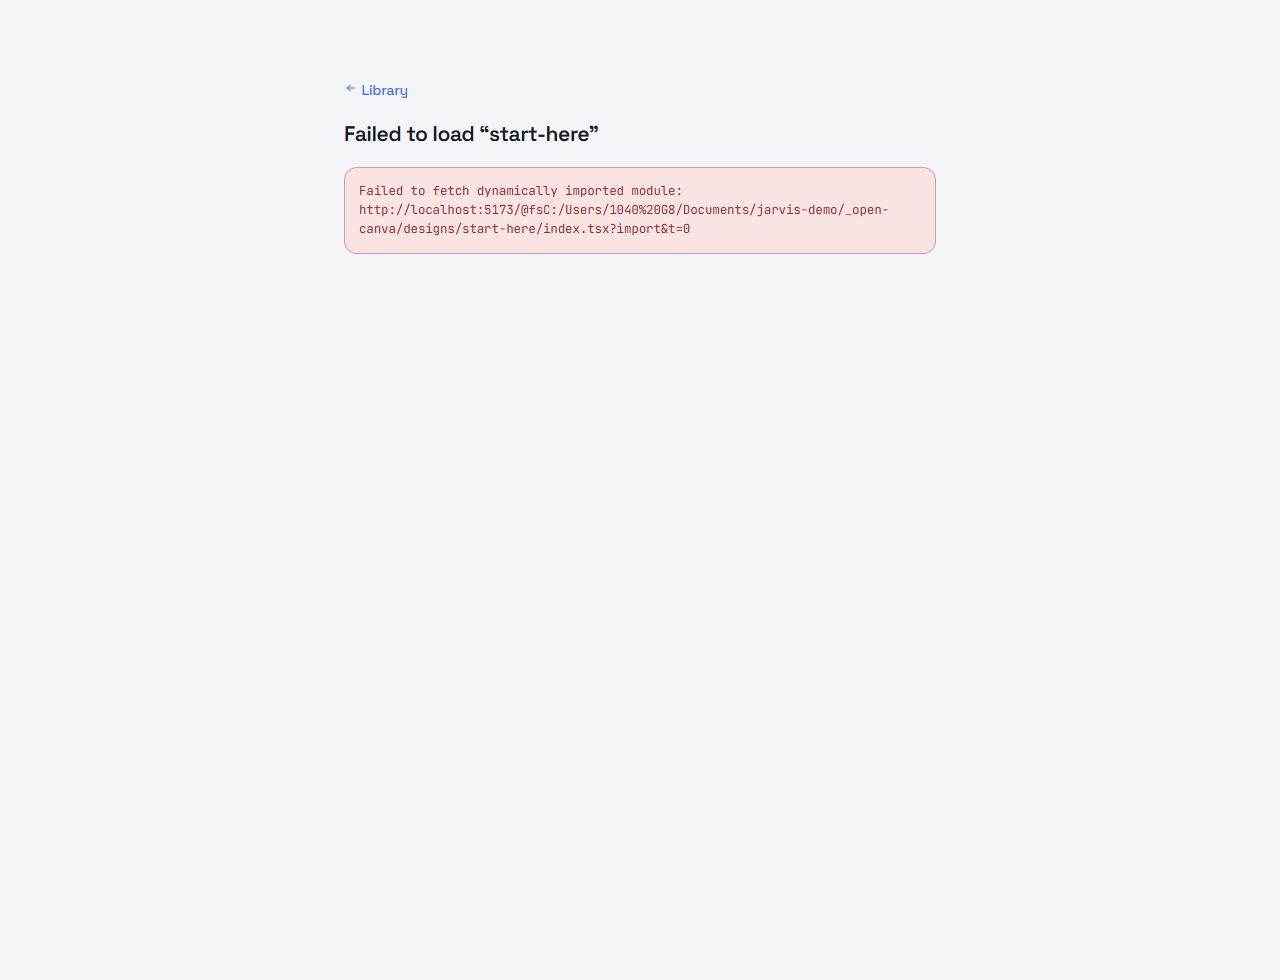 ← Library
Failed to load “start-here”
Failed to fetch dynamically imported module:
http://localhost:5173/@fsC:/Users/1040%20G8/Documents/jarvis-demo/_open-
canva/designs/start-here/index.tsx?import&t=0